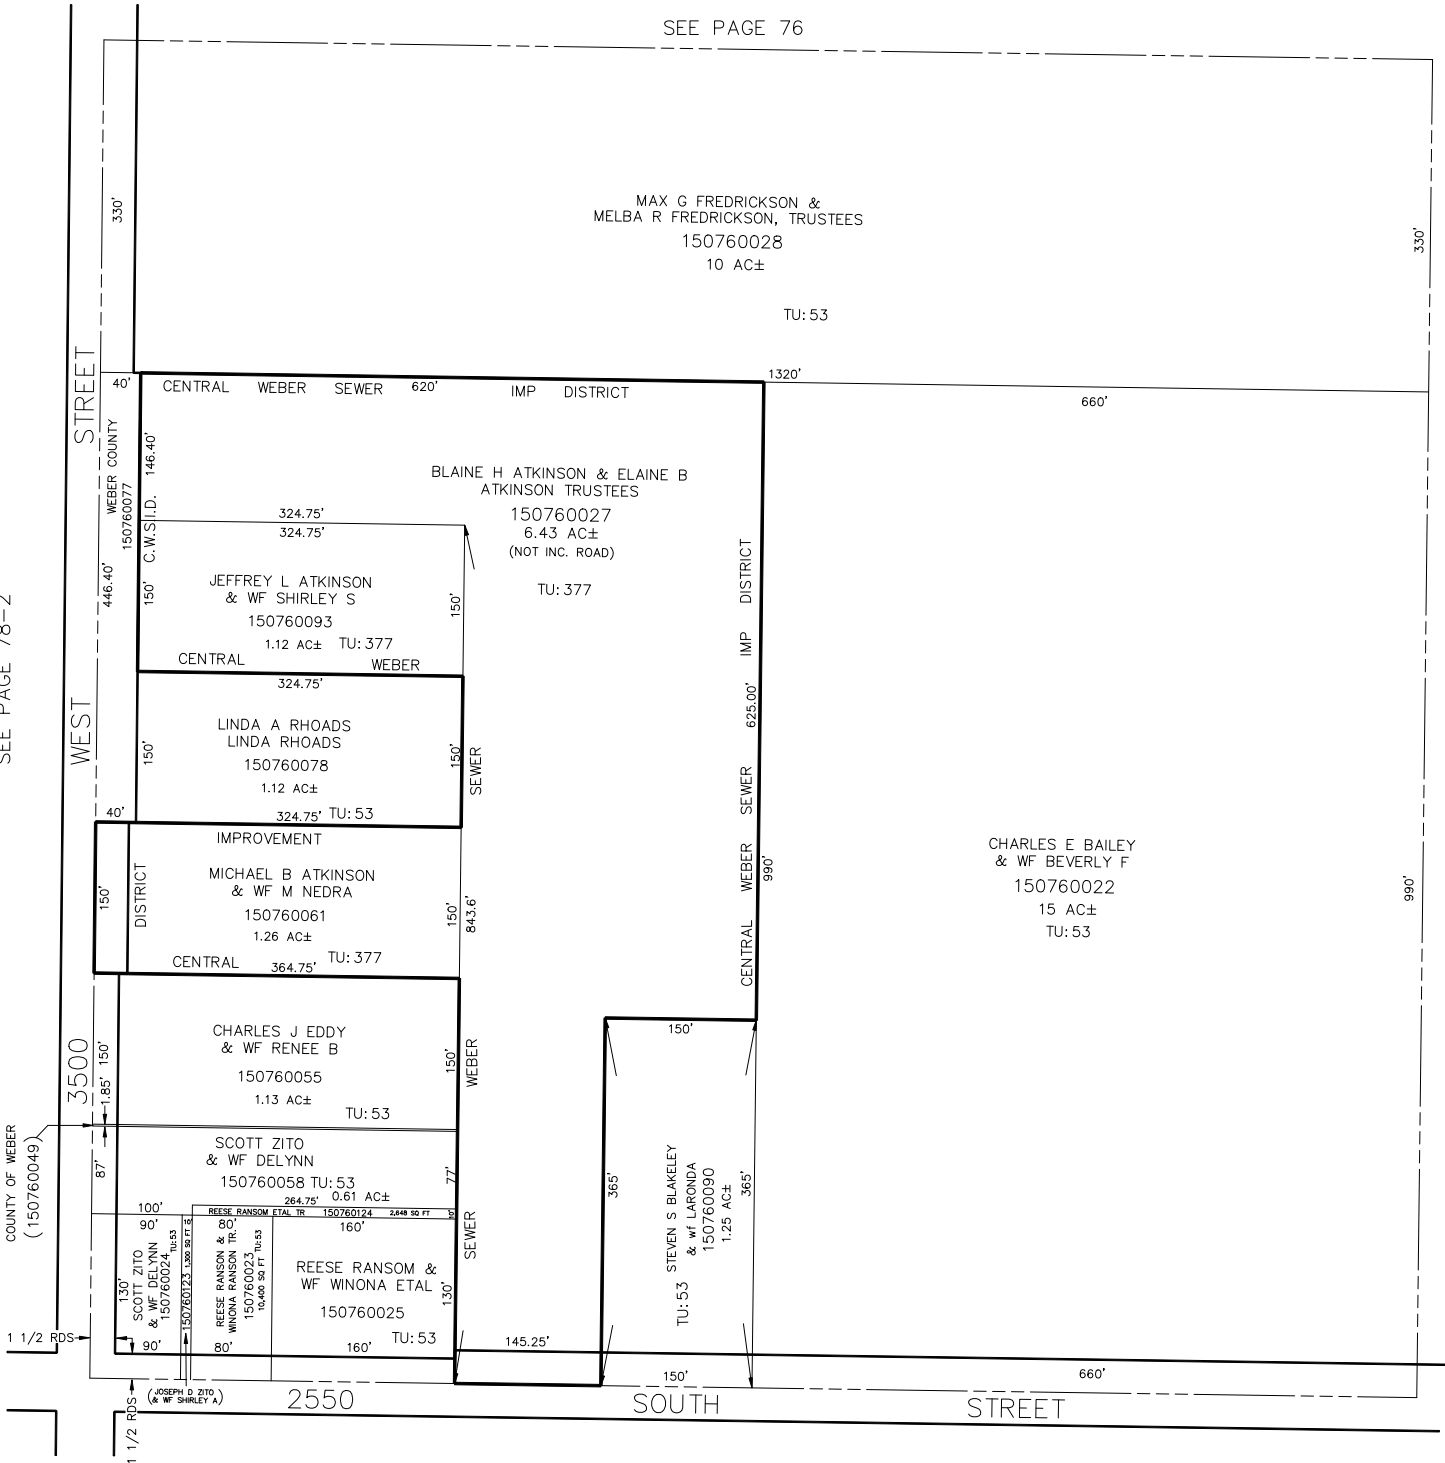 SEE PAGE 76
MAX G FREDRICKSON &
MELBA R FREDRICKSON, TRUSTEES
150760028
10 AC±
TU: 53
330'
330'
1320'
660'
40'
CENTRAL WEBER SEWER 620' IMP DISTRICT
WEBER COUNTY
150760077
446.40'
C.W.S.I.D. 146.40'
BLAINE H ATKINSON & ELAINE B
ATKINSON TRUSTEES
150760027
6.43 AC±
(NOT INC. ROAD)
TU: 377
324.75'
324.75'
JEFFREY L ATKINSON
& WF SHIRLEY S
150760093
1.12 AC± TU: 377
150'
150'
CENTRAL WEBER
324.75'
LINDA A RHOADS
LINDA RHOADS
150760078
1.12 AC±
324.75' TU: 53
150'
150'
SEWER
40'
IMPROVEMENT
MICHAEL B ATKINSON
& WF M NEDRA
150760061
1.26 AC±
TU: 377
CENTRAL 364.75'
150'
DISTRICT
150'
843.6'
CENTRAL WEBER SEWER 625.00' IMP DISTRICT
990'
CHARLES E BAILEY
& WF BEVERLY F
150760022
15 AC±
TU: 53
990'
CHARLES J EDDY
& WF RENEE B
150760055
1.13 AC±
TU: 53
150'
150'
1.85'
WEBER
SCOTT ZITO
& WF DELYNN
150760058 TU: 53
0.61 AC±
264.75'
87'
77'
REESE RANSOM ETAL TR 150760124 2,648 SQ FT 10'
100'
90'
80'
160'
SCOTT ZITO
& WF DELYNN
150760024
TU: 53
130'
150760123 1,300 SQ FT 10'
REESE RANSON &
WINONA RANSON TR.
150760023
10,400 SQ FT TU: 53
REESE RANSOM &
WF WINONA ETAL
150760025
TU: 53
130'
SEWER
90'
80'
160'
145.25'
150'
365'
STEVEN S BLAKELEY
& wf LARONDA
150760090
1.25 AC±
TU: 53
365'
150'
660'
(JOSEPH D ZITO
& WF SHIRLEY A)
COUNTY OF WEBER
(150760049)
1 1/2 RDS
1 1/2 RDS
SEE PAGE 78-2
3500 WEST STREET
2550 SOUTH STREET